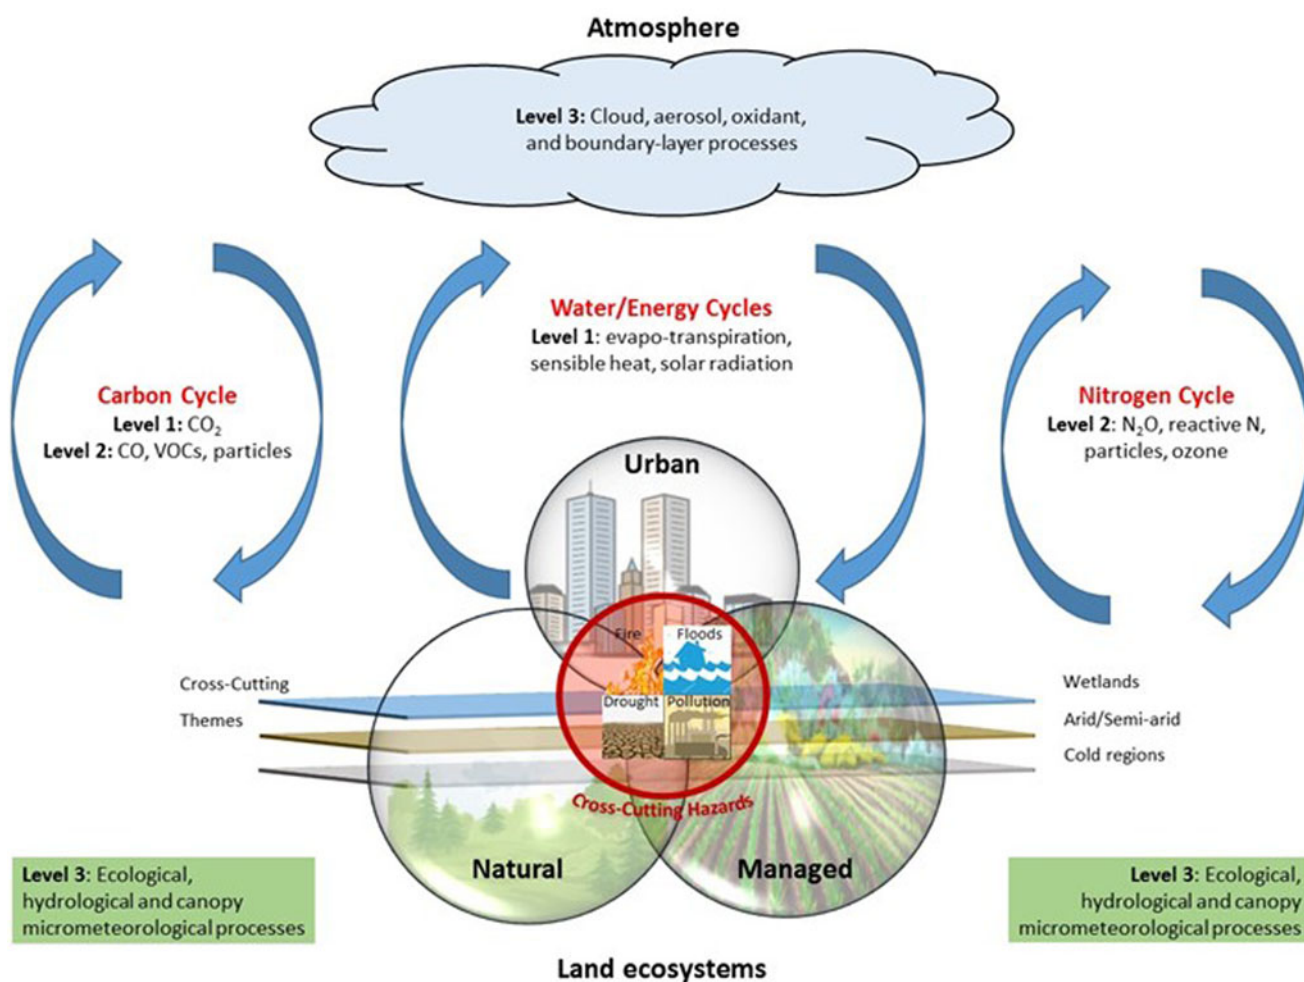 Atmosphere
Level 3: Cloud, aerosol, oxidant,
and boundary-layer processes
Water/Energy Cycles
Level 1: evapo-transpiration,
sensible heat, solar radiation
Carbon Cycle
Level 1: CO₂
Level 2: CO, VOCs, particles
Nitrogen Cycle
Level 2: N₂O, reactive N,
particles, ozone
Urban
Fire
Floods
Drought
Pollution
Cross-Cutting Hazards
Cross-Cutting
Themes
Wetlands
Arid/Semi-arid
Cold regions
Natural
Managed
Level 3: Ecological,
hydrological and canopy
micrometeorological processes
Level 3: Ecological,
hydrological and canopy
micrometeorological processes
Land ecosystems